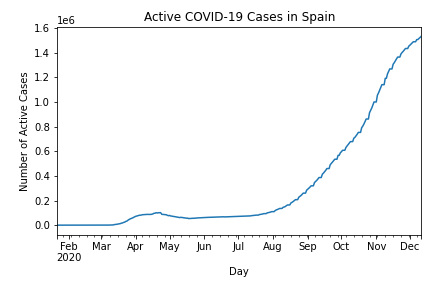 Active COVID-19 Cases in Spain
1e6
1.6
1.4
1.2
1.0
0.8
0.6
0.4
0.2
0.0
Number of Active Cases
Feb Mar Apr May Jun Jul Aug Sep Oct Nov Dec
2020
Day